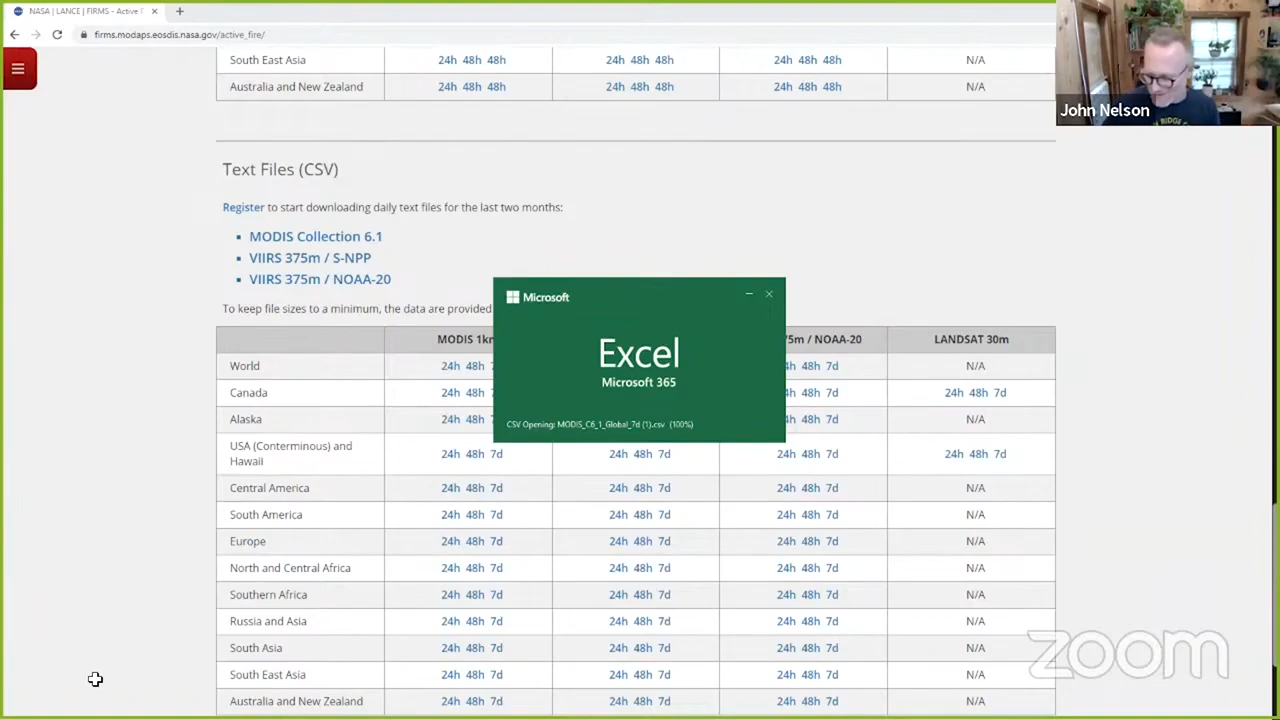 NASA | LANCE | FIRMS - Active F
firms.modaps.eosdis.nasa.gov/active_fire/
South East Asia 24h 48h 48h 24h 48h 48h 24h 48h 48h N/A
Australia and New Zealand 24h 48h 48h 24h 48h 48h 24h 48h 48h N/A
John Nelson
Text Files (CSV)
Register to start downloading daily text files for the last two months:
MODIS Collection 6.1
VIIRS 375m / S-NPP
VIIRS 375m / NOAA-20
To keep file sizes to a minimum, the data are provided
Microsoft
Excel
Microsoft 365
CSV Opening: MODIS_C6_1_Global_7d (1).csv (100%)
MODIS 1km 75m / NOAA-20 LANDSAT 30m
World 24h 48h 7 24h 48h 7d N/A
Canada 24h 48h 24h 48h 7d 24h 48h 7d
Alaska 24h 48h 24h 48h 7d N/A
USA (Conterminous) and
Hawaii 24h 48h 7d 24h 48h 7d 24h 48h 7d 24h 48h 7d
Central America 24h 48h 7d 24h 48h 7d 24h 48h 7d N/A
South America 24h 48h 7d 24h 48h 7d 24h 48h 7d N/A
Europe 24h 48h 7d 24h 48h 7d 24h 48h 7d N/A
North and Central Africa 24h 48h 7d 24h 48h 7d 24h 48h 7d N/A
Southern Africa 24h 48h 7d 24h 48h 7d 24h 48h 7d N/A
Russia and Asia 24h 48h 7d 24h 48h 7d 24h 48h 7d N/A
South Asia 24h 48h 7d 24h 48h 7d 24h 48h 7d N/A
South East Asia 24h 48h 7d 24h 48h 7d 24h 48h 7d N/A
Australia and New Zealand 24h 48h 7d 24h 48h 7d 24h 48h 7d N/A
zoom